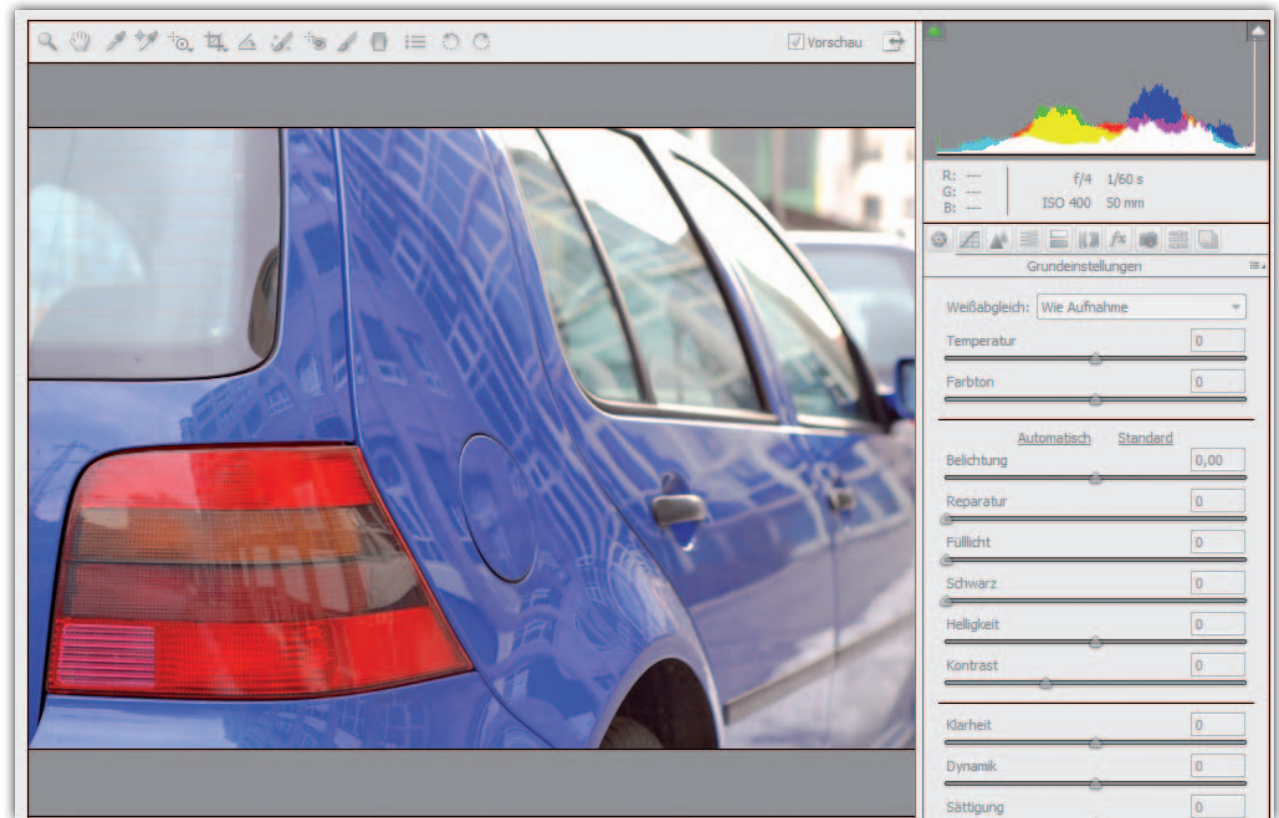 Vorschau
R: ---
G: ---
B: ---
f/4 1/60 s
ISO 400 50 mm
fx
Grundeinstellungen
Weißabgleich: Wie Aufnahme
Temperatur 0
Farbton 0
Automatisch Standard
Belichtung 0,00
Reparatur 0
Fülllicht 0
Schwarz 0
Helligkeit 0
Kontrast 0
Klarheit 0
Dynamik 0
Sättigung 0